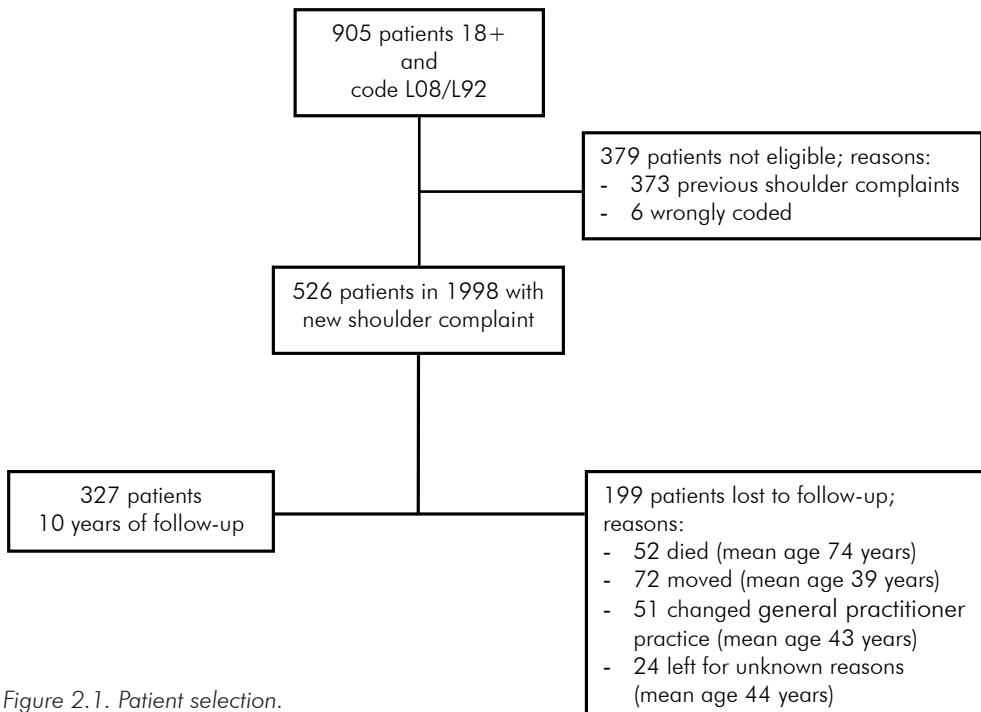 905 patients 18+
and
code L08/L92
379 patients not eligible; reasons:
- 373 previous shoulder complaints
- 6 wrongly coded
526 patients in 1998 with
new shoulder complaint
327 patients
10 years of follow-up
199 patients lost to follow-up;
reasons:
- 52 died (mean age 74 years)
- 72 moved (mean age 39 years)
- 51 changed general practitioner
practice (mean age 43 years)
- 24 left for unknown reasons
(mean age 44 years)
Figure 2.1. Patient selection.